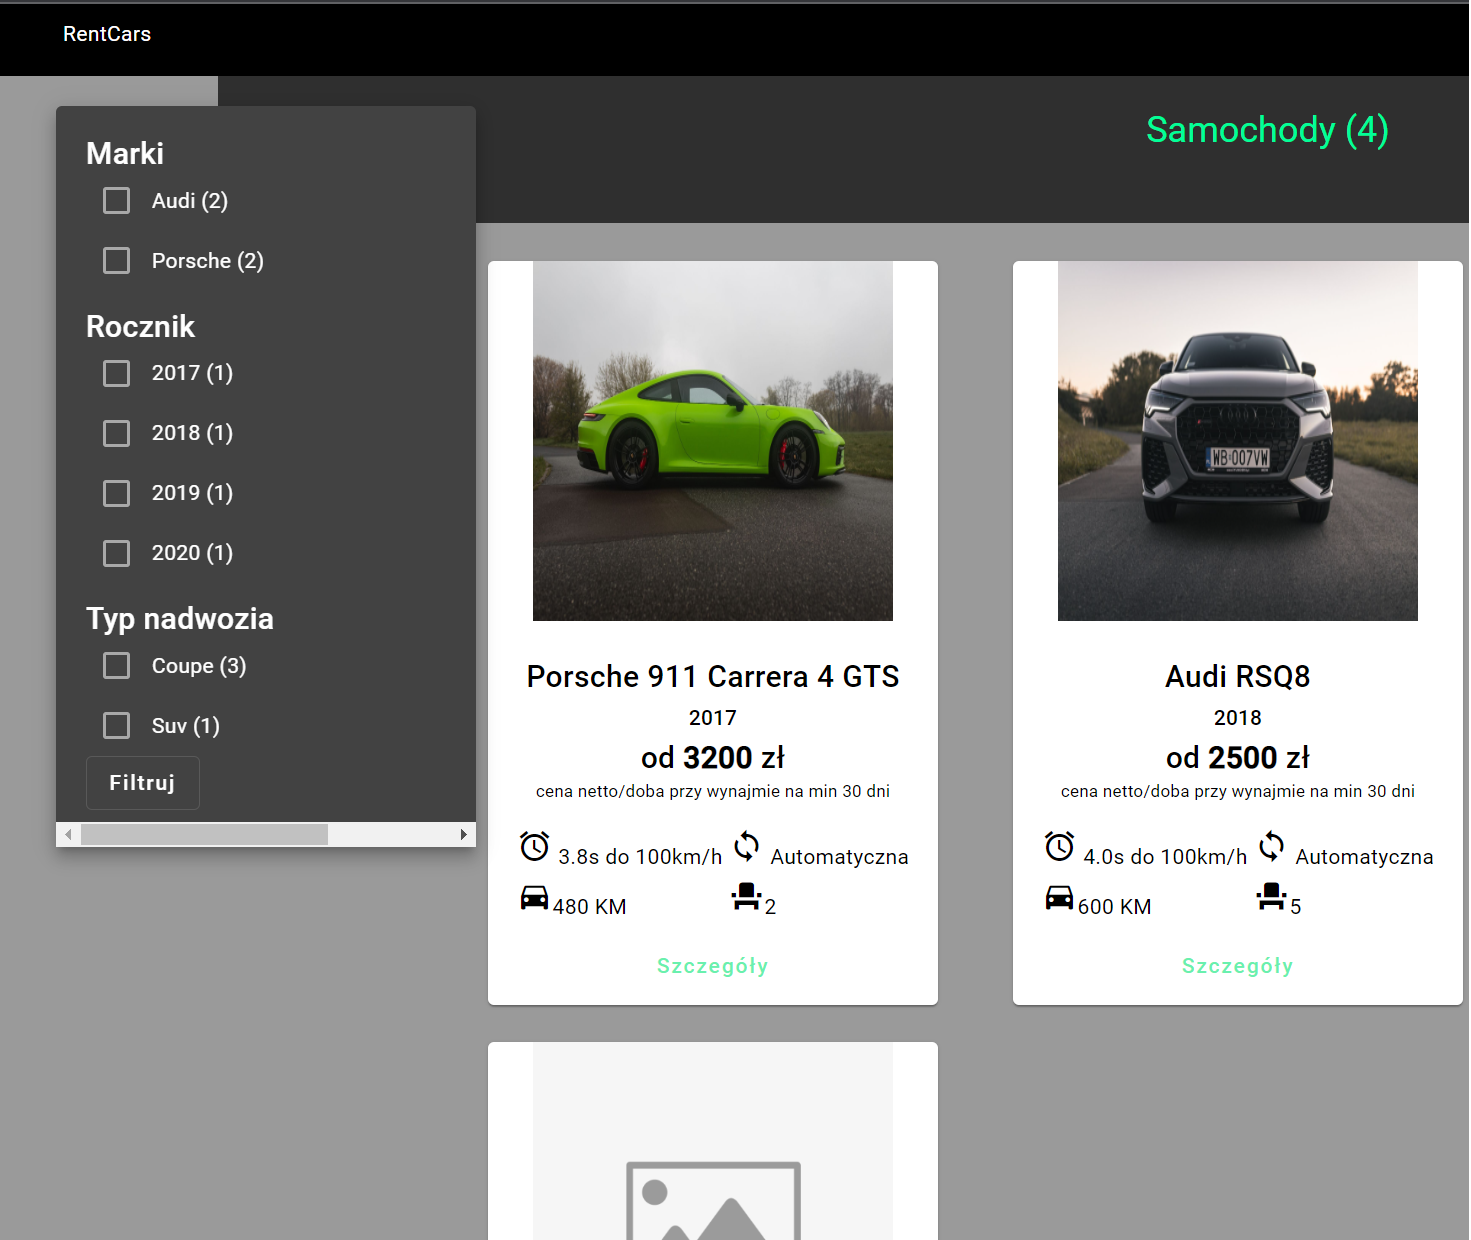 RentCars
Samochody (4)
Marki
Audi (2)
Porsche (2)
Rocznik
2017 (1)
2018 (1)
2019 (1)
2020 (1)
Typ nadwozia
Coupe (3)
Suv (1)
Filtruj
Porsche 911 Carrera 4 GTS
2017
od 3200 zł
cena netto/doba przy wynajmie na min 30 dni
3.8s do 100km/h Automatyczna
480 KM 2
Szczegóły
WB 007VW
Audi RSQ8
2018
od 2500 zł
cena netto/doba przy wynajmie na min 30 dni
4.0s do 100km/h Automatyczna
600 KM 5
Szczegóły